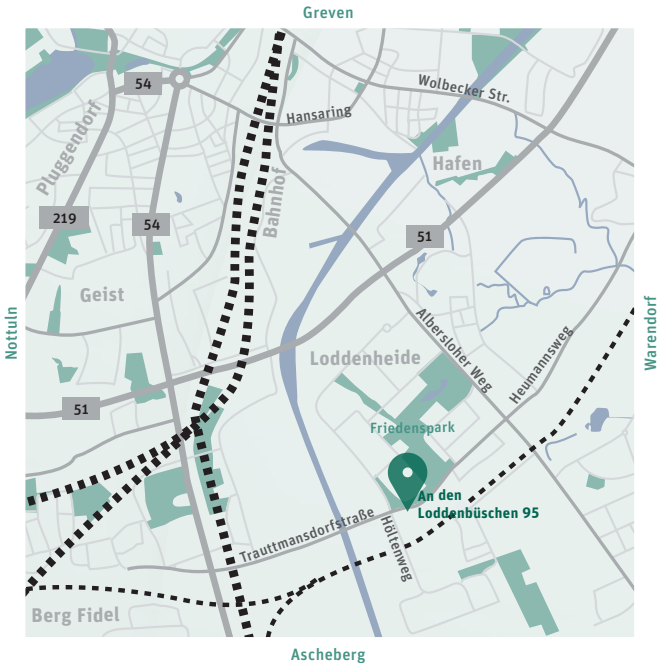 Greven
54
Wolbecker Str.
Hansaring
Pluggendorf
Hafen
Bahnhof
219
54
51
Geist
Nottuln
Warendorf
Albersloher Weg
Loddenheide
Heumannsweg
51
Friedenspark
An den
Loddenbüschen 95
Trauttmansdorfstraße
Höltenweg
Berg Fidel
Ascheberg